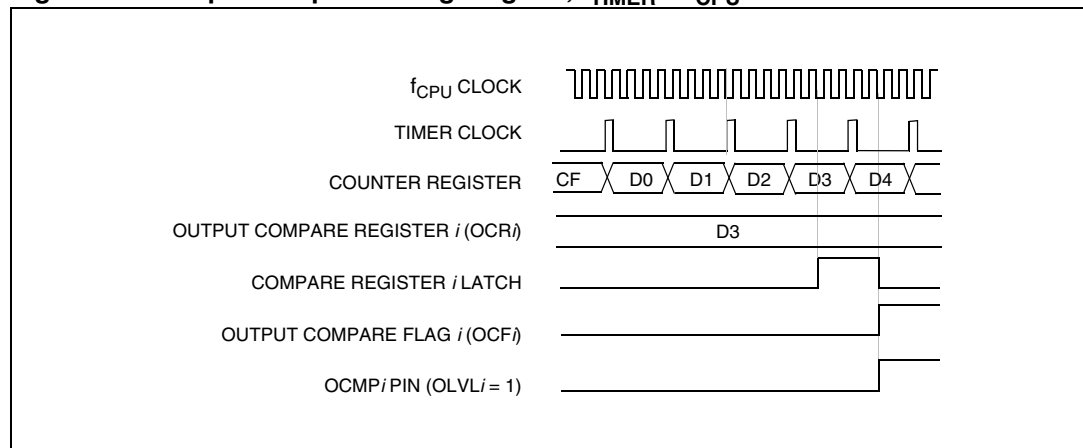 f_CPU CLOCK
TIMER CLOCK
COUNTER REGISTER CF D0 D1 D2 D3 D4
OUTPUT COMPARE REGISTER i (OCRi) D3
COMPARE REGISTER i LATCH
OUTPUT COMPARE FLAG i (OCFi)
OCMPi PIN (OLVLi = 1)